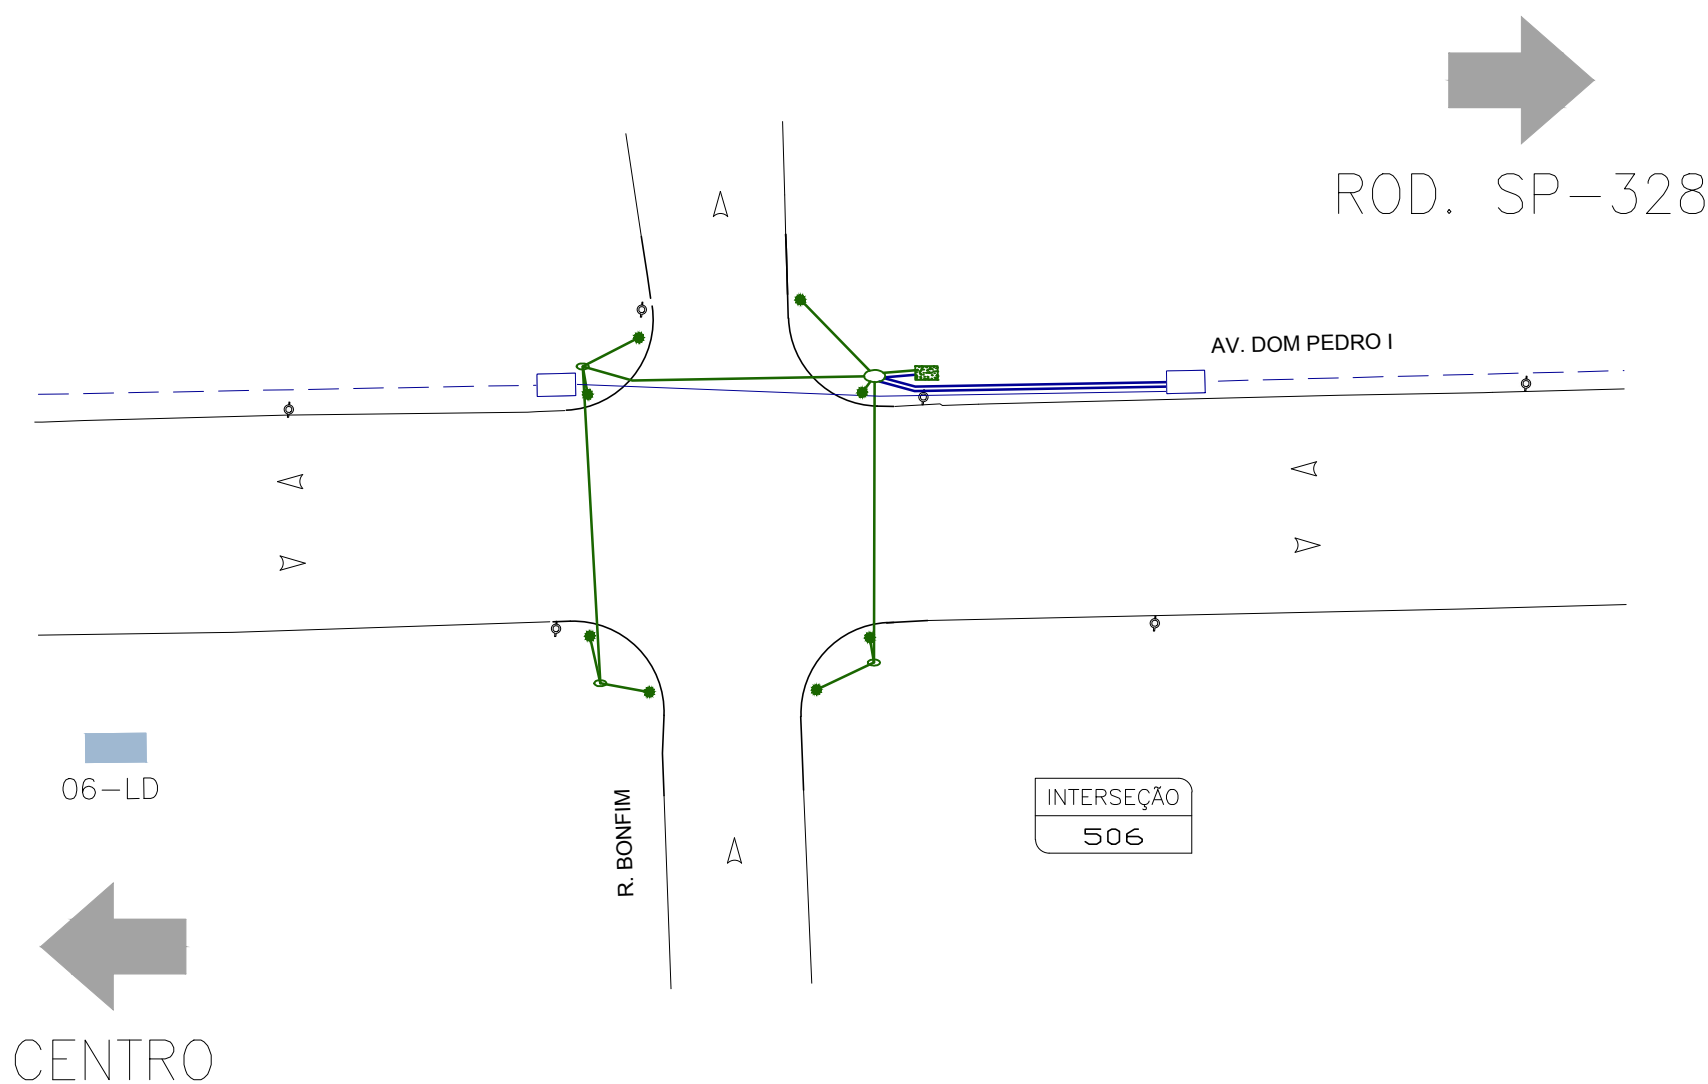 ROD. SP-328
AV. DOM PEDRO I
06-LD
R. BONFIM
INTERSEÇÃO
506
CENTRO